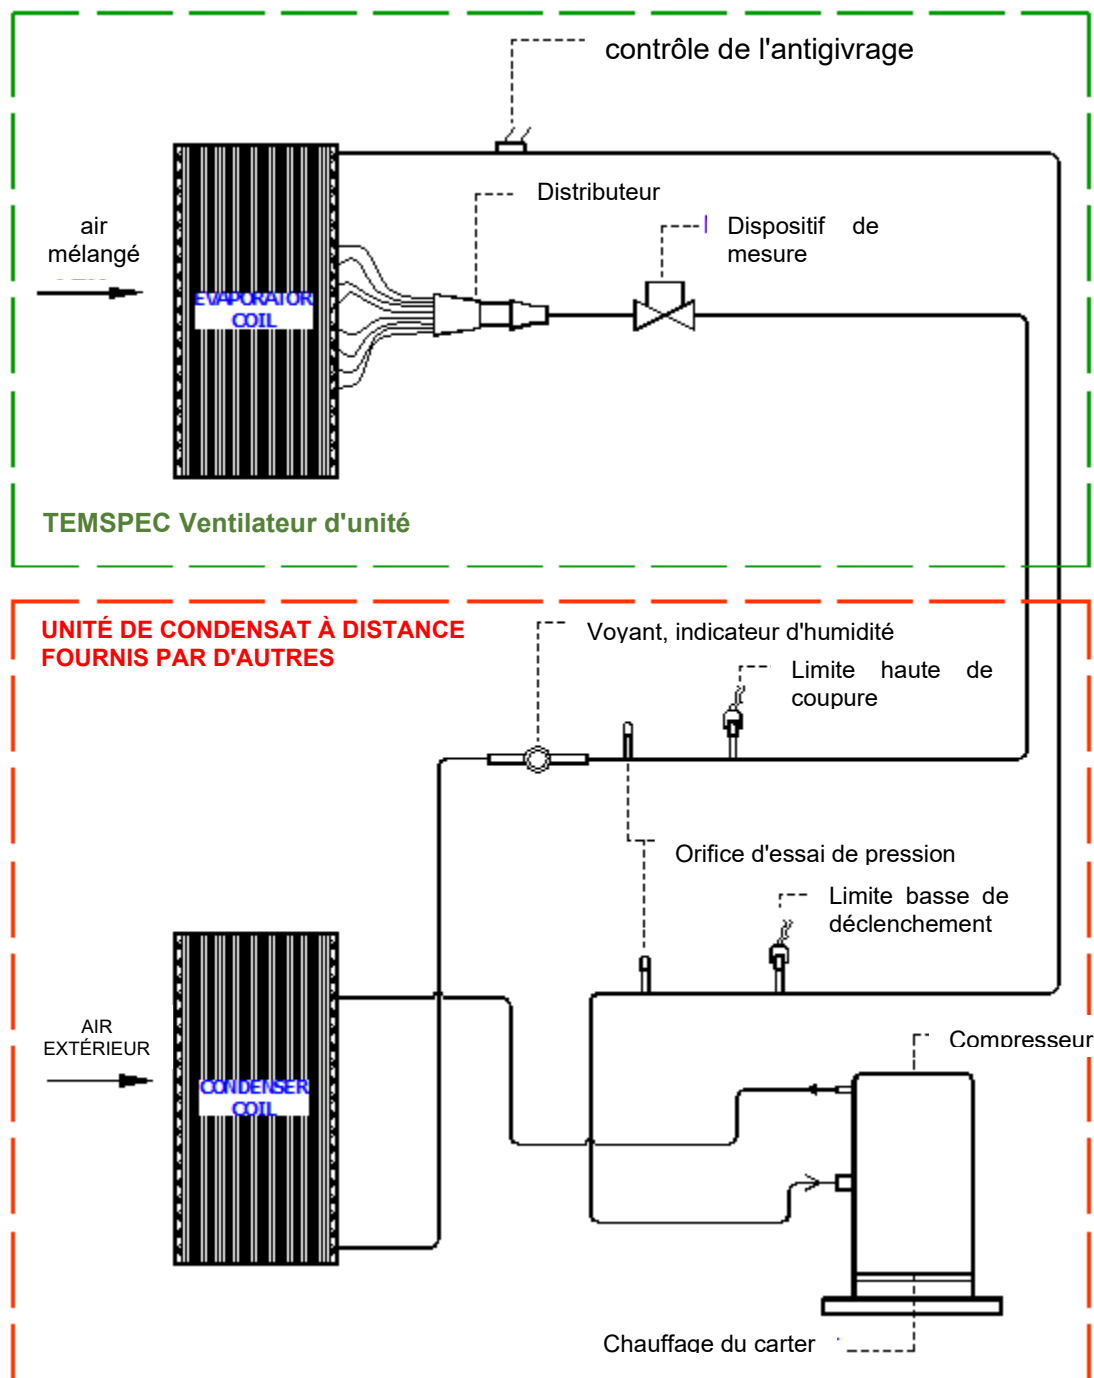 contrôle de l'antigivrage
Distributeur
air
mélangé
Dispositif de
mesure
EVAPORATOR
COIL
TEMSPEC Ventilateur d'unité
UNITÉ DE CONDENSAT À DISTANCE
FOURNIS PAR D'AUTRES
Voyant, indicateur d'humidité
Limite haute de
coupure
Orifice d'essai de pression
Limite basse de
déclenchement
AIR
EXTÉRIEUR
Compresseur
CONDENSER
COIL
Chauffage du carter